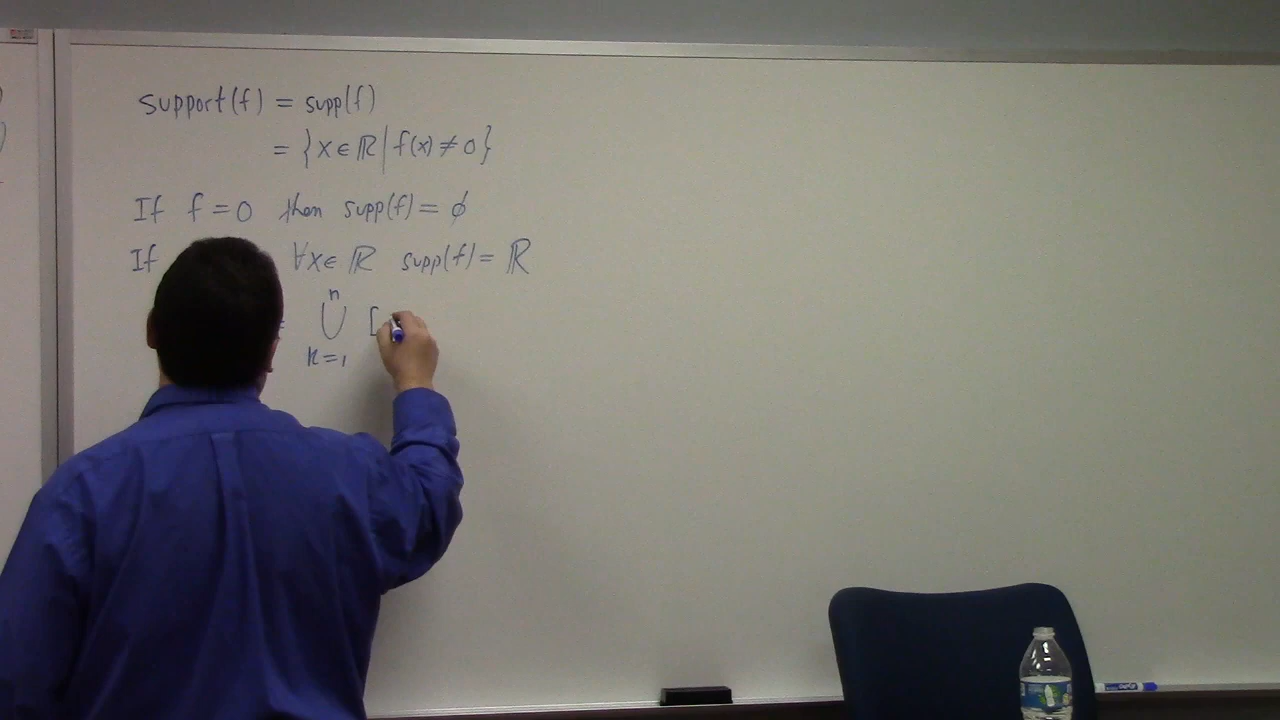 support(f) = supp(f)
= {x ∈ ℝ | f(x) ≠ 0}
If f = 0 then supp(f) = ∅
If ∀x ∈ ℝ supp(f) = ℝ
= n ⋃ k=1 [